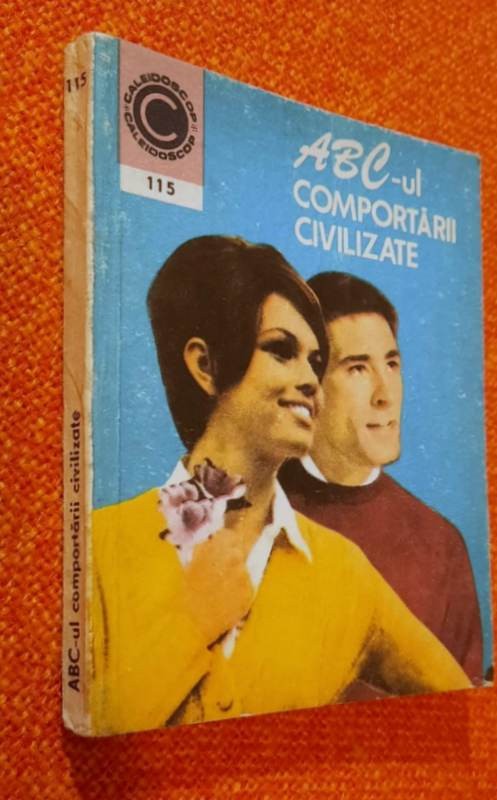 115
ABC-ul comportării civilizate
CALEIDOSCOP
C
CALEIDOSCOP
115
ABC-ul
COMPORTĂRII
CIVILIZATE